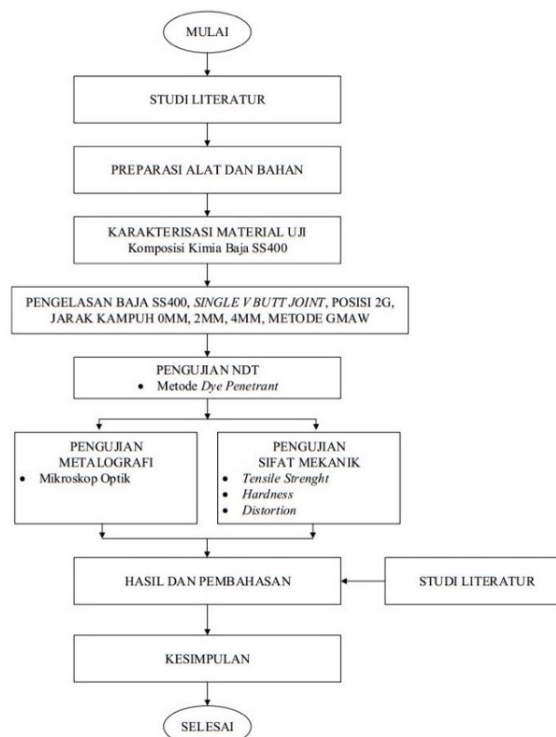 MULAI
STUDI LITERATUR
PREPARASI ALAT DAN BAHAN
KARAKTERISASI MATERIAL UJI
Komposisi Kimia Baja SS400
PENGELASAN BAJA SS400, SINGLE V BUTT JOINT, POSISI 2G,
JARAK KAMPUH 0MM, 2MM, 4MM, METODE GMAW
PENGUJIAN NDT
• Metode Dye Penetrant
PENGUJIAN
METALOGRAFI
• Mikroskop Optik
PENGUJIAN
SIFAT MEKANIK
• Tensile Strenght
• Hardness
• Distortion
HASIL DAN PEMBAHASAN
STUDI LITERATUR
KESIMPULAN
SELESAI